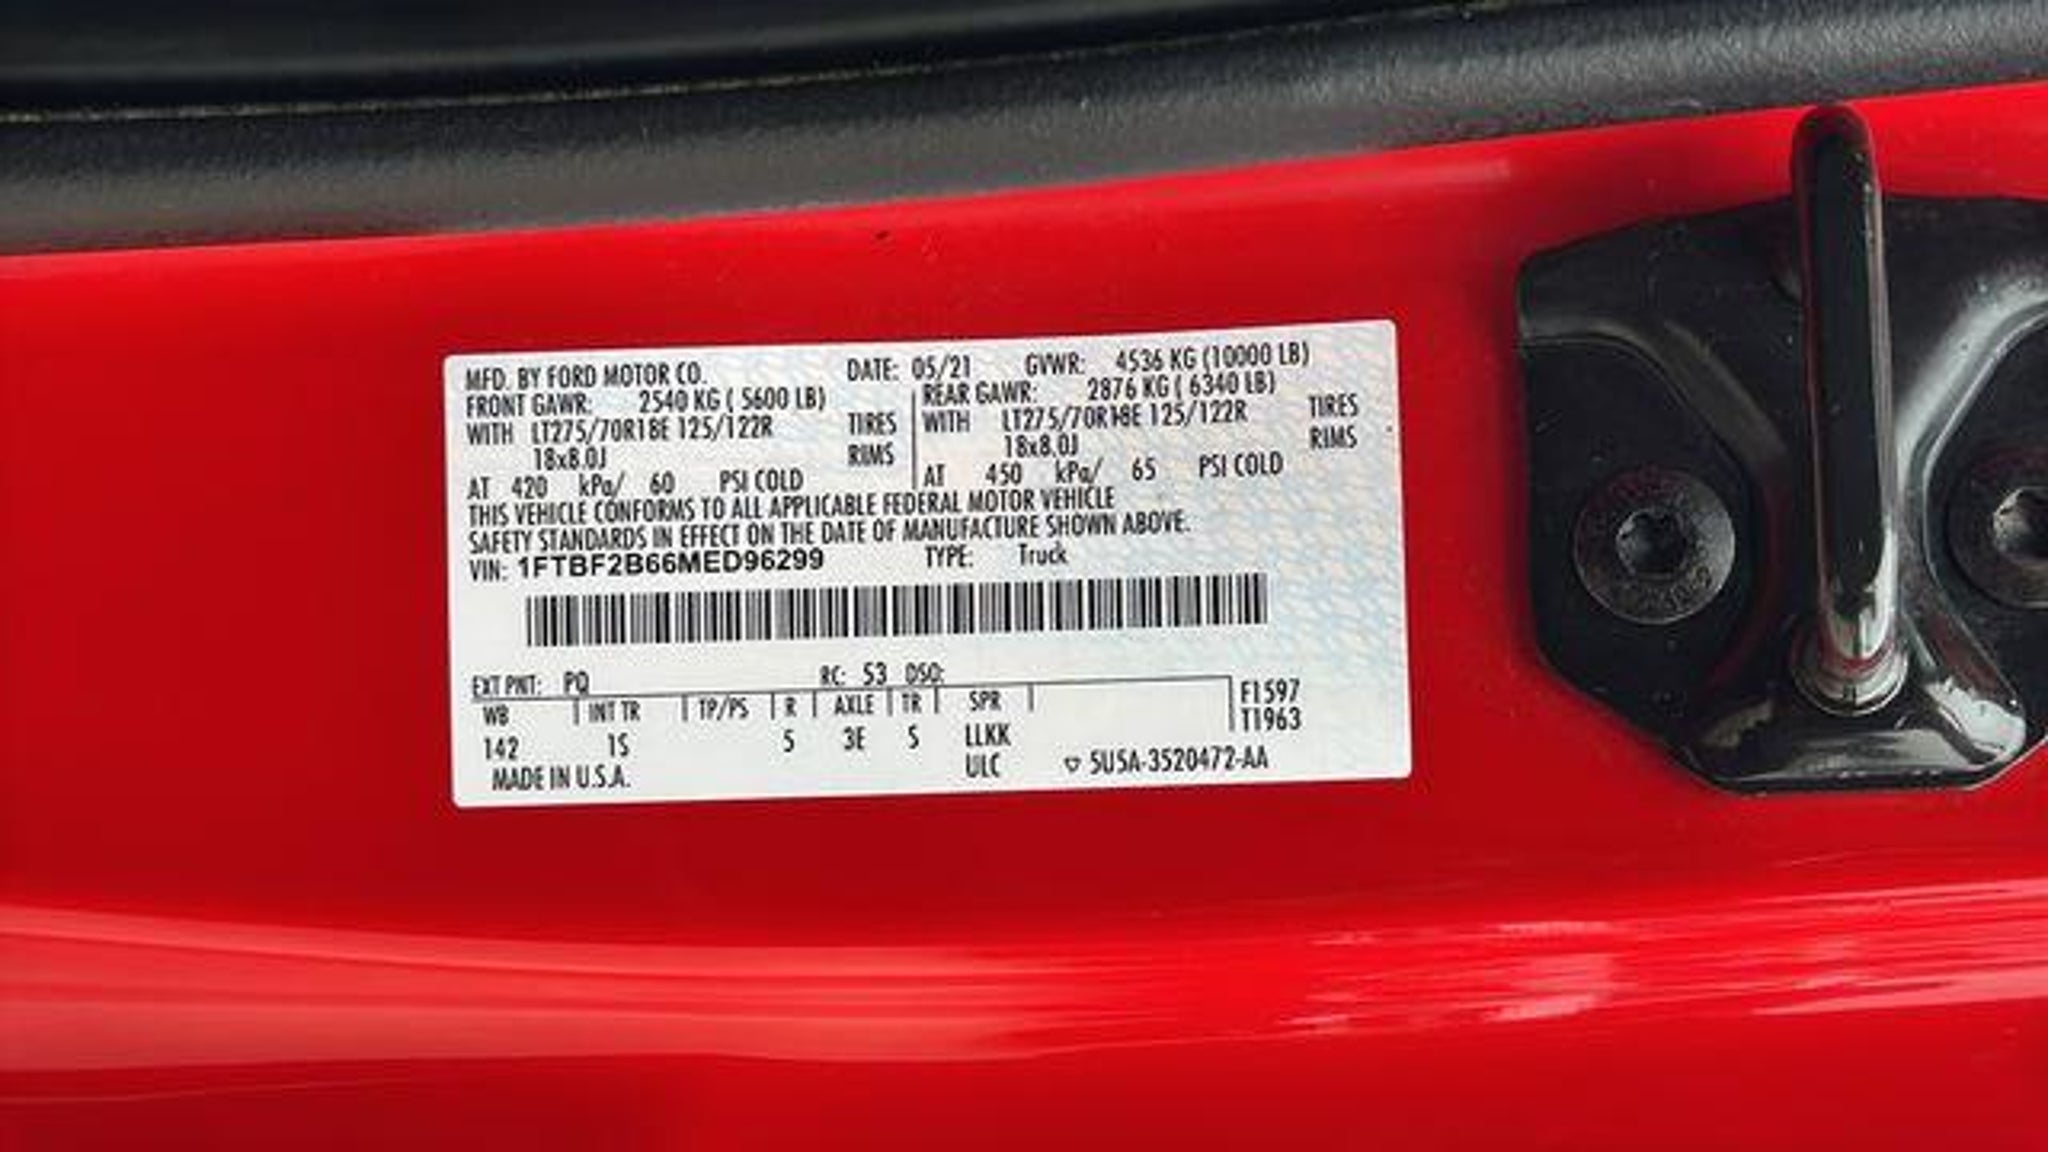 MFD. BY FORD MOTOR CO. DATE: 05/21 GVWR: 4536 KG (10000 LB)
FRONT GAWR: 2540 KG ( 5600 LB) REAR GAWR: 2876 KG ( 6340 LB)
WITH LT275/70R18E 125/122R TIRES WITH LT275/70R18E 125/122R TIRES
18x8.0J RIMS 18x8.0J RIMS
AT 420 kPa/ 60 PSI COLD AT 450 kPa/ 65 PSI COLD
THIS VEHICLE CONFORMS TO ALL APPLICABLE FEDERAL MOTOR VEHICLE
SAFETY STANDARDS IN EFFECT ON THE DATE OF MANUFACTURE SHOWN ABOVE.
VIN: 1FTBF2B66MED96299 TYPE: Truck
EXT PNT: PQ RC: 53 DSO:
WB INT TR TP/PS R AXLE TR SPR F1597
T1963
142 1S 5 3E S LLKK
MADE IN U.S.A. ULC ▽ 5U5A-3520472-AA